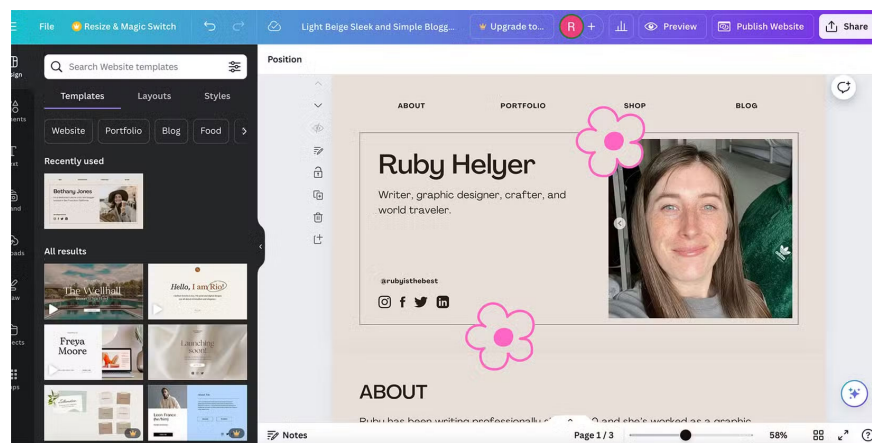 File
Resize & Magic Switch
Light Beige Sleek and Simple Blogg...
Upgrade to...
R
+
Preview
Publish Website
Share
Search Website templates
Position
Templates Layouts Styles
Website Portfolio Blog Food
Recently used
Bethany Jones
All results
The Wellhall
Hello, I am Rio!
Freya
Moore
Launching
soon!
ABOUT PORTFOLIO SHOP BLOG
Ruby Helyer
Writer, graphic designer, crafter, and
world traveler.
@rubyisthebest
ABOUT
Notes
Page 1 / 3
58%